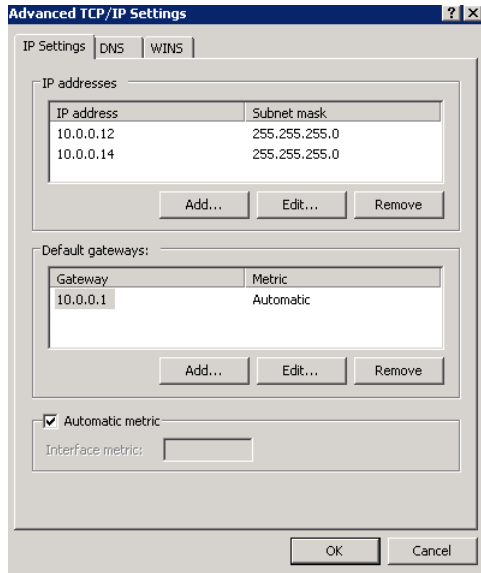 Advanced TCP/IP Settings
IP Settings DNS WINS
IP addresses
IP address Subnet mask
10.0.0.12 255.255.255.0
10.0.0.14 255.255.255.0
Add... Edit... Remove
Default gateways:
Gateway Metric
10.0.0.1 Automatic
Add... Edit... Remove
Automatic metric
Interface metric:
OK Cancel